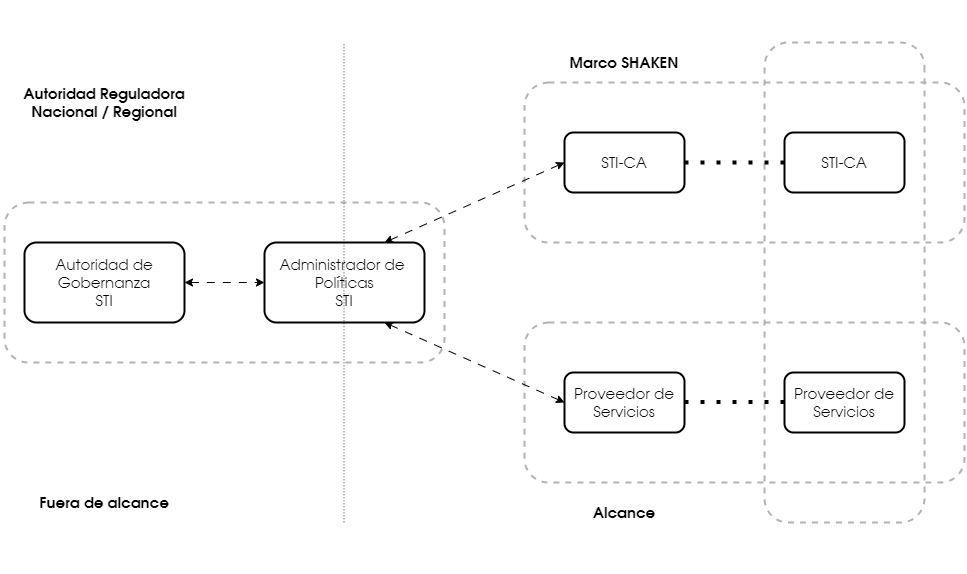 Marco SHAKEN
Autoridad Reguladora
Nacional / Regional
STI-CA
STI-CA
Autoridad de
Gobernanza
STI
Administrador de
Políticas
STI
Proveedor de
Servicios
Proveedor de
Servicios
Fuera de alcance
Alcance